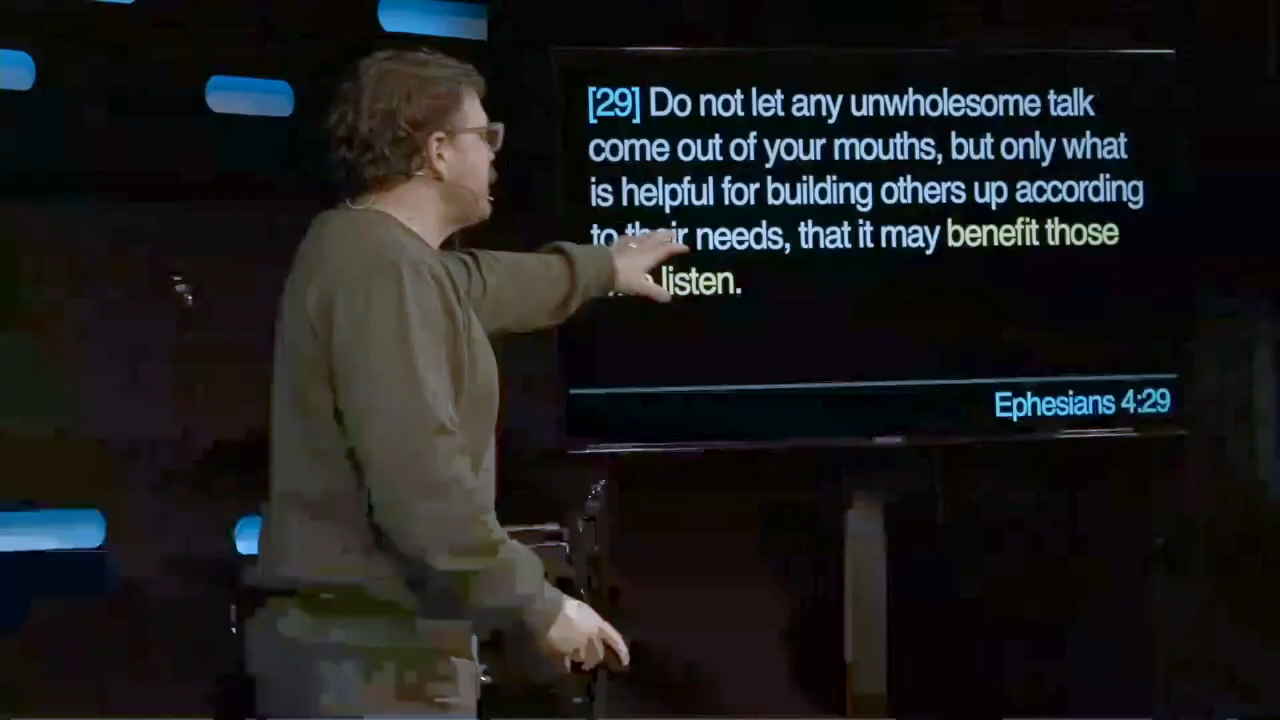 [29] Do not let any unwholesome talk
come out of your mouths, but only what
is helpful for building others up according
to their needs, that it may benefit those
listen.
Ephesians 4:29